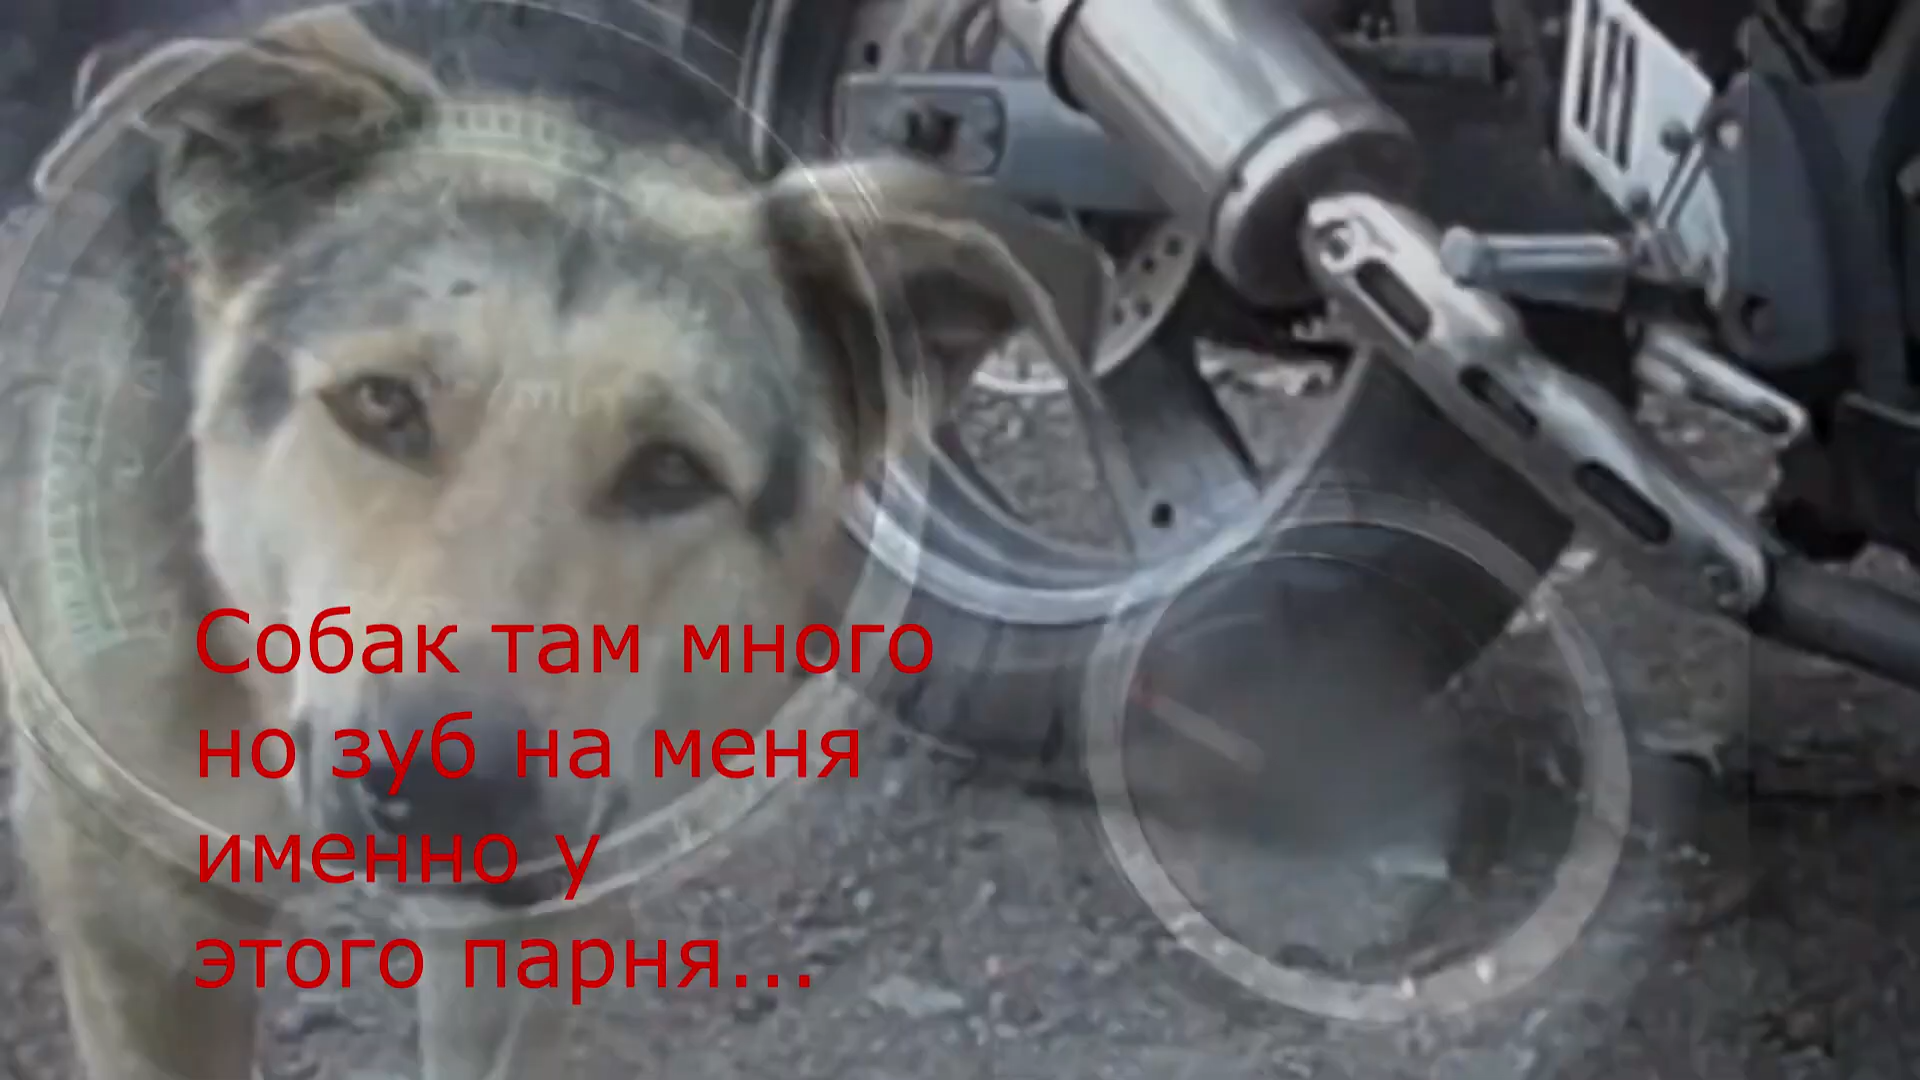 Собак там много
но зуб на меня
именно у
этого парня...